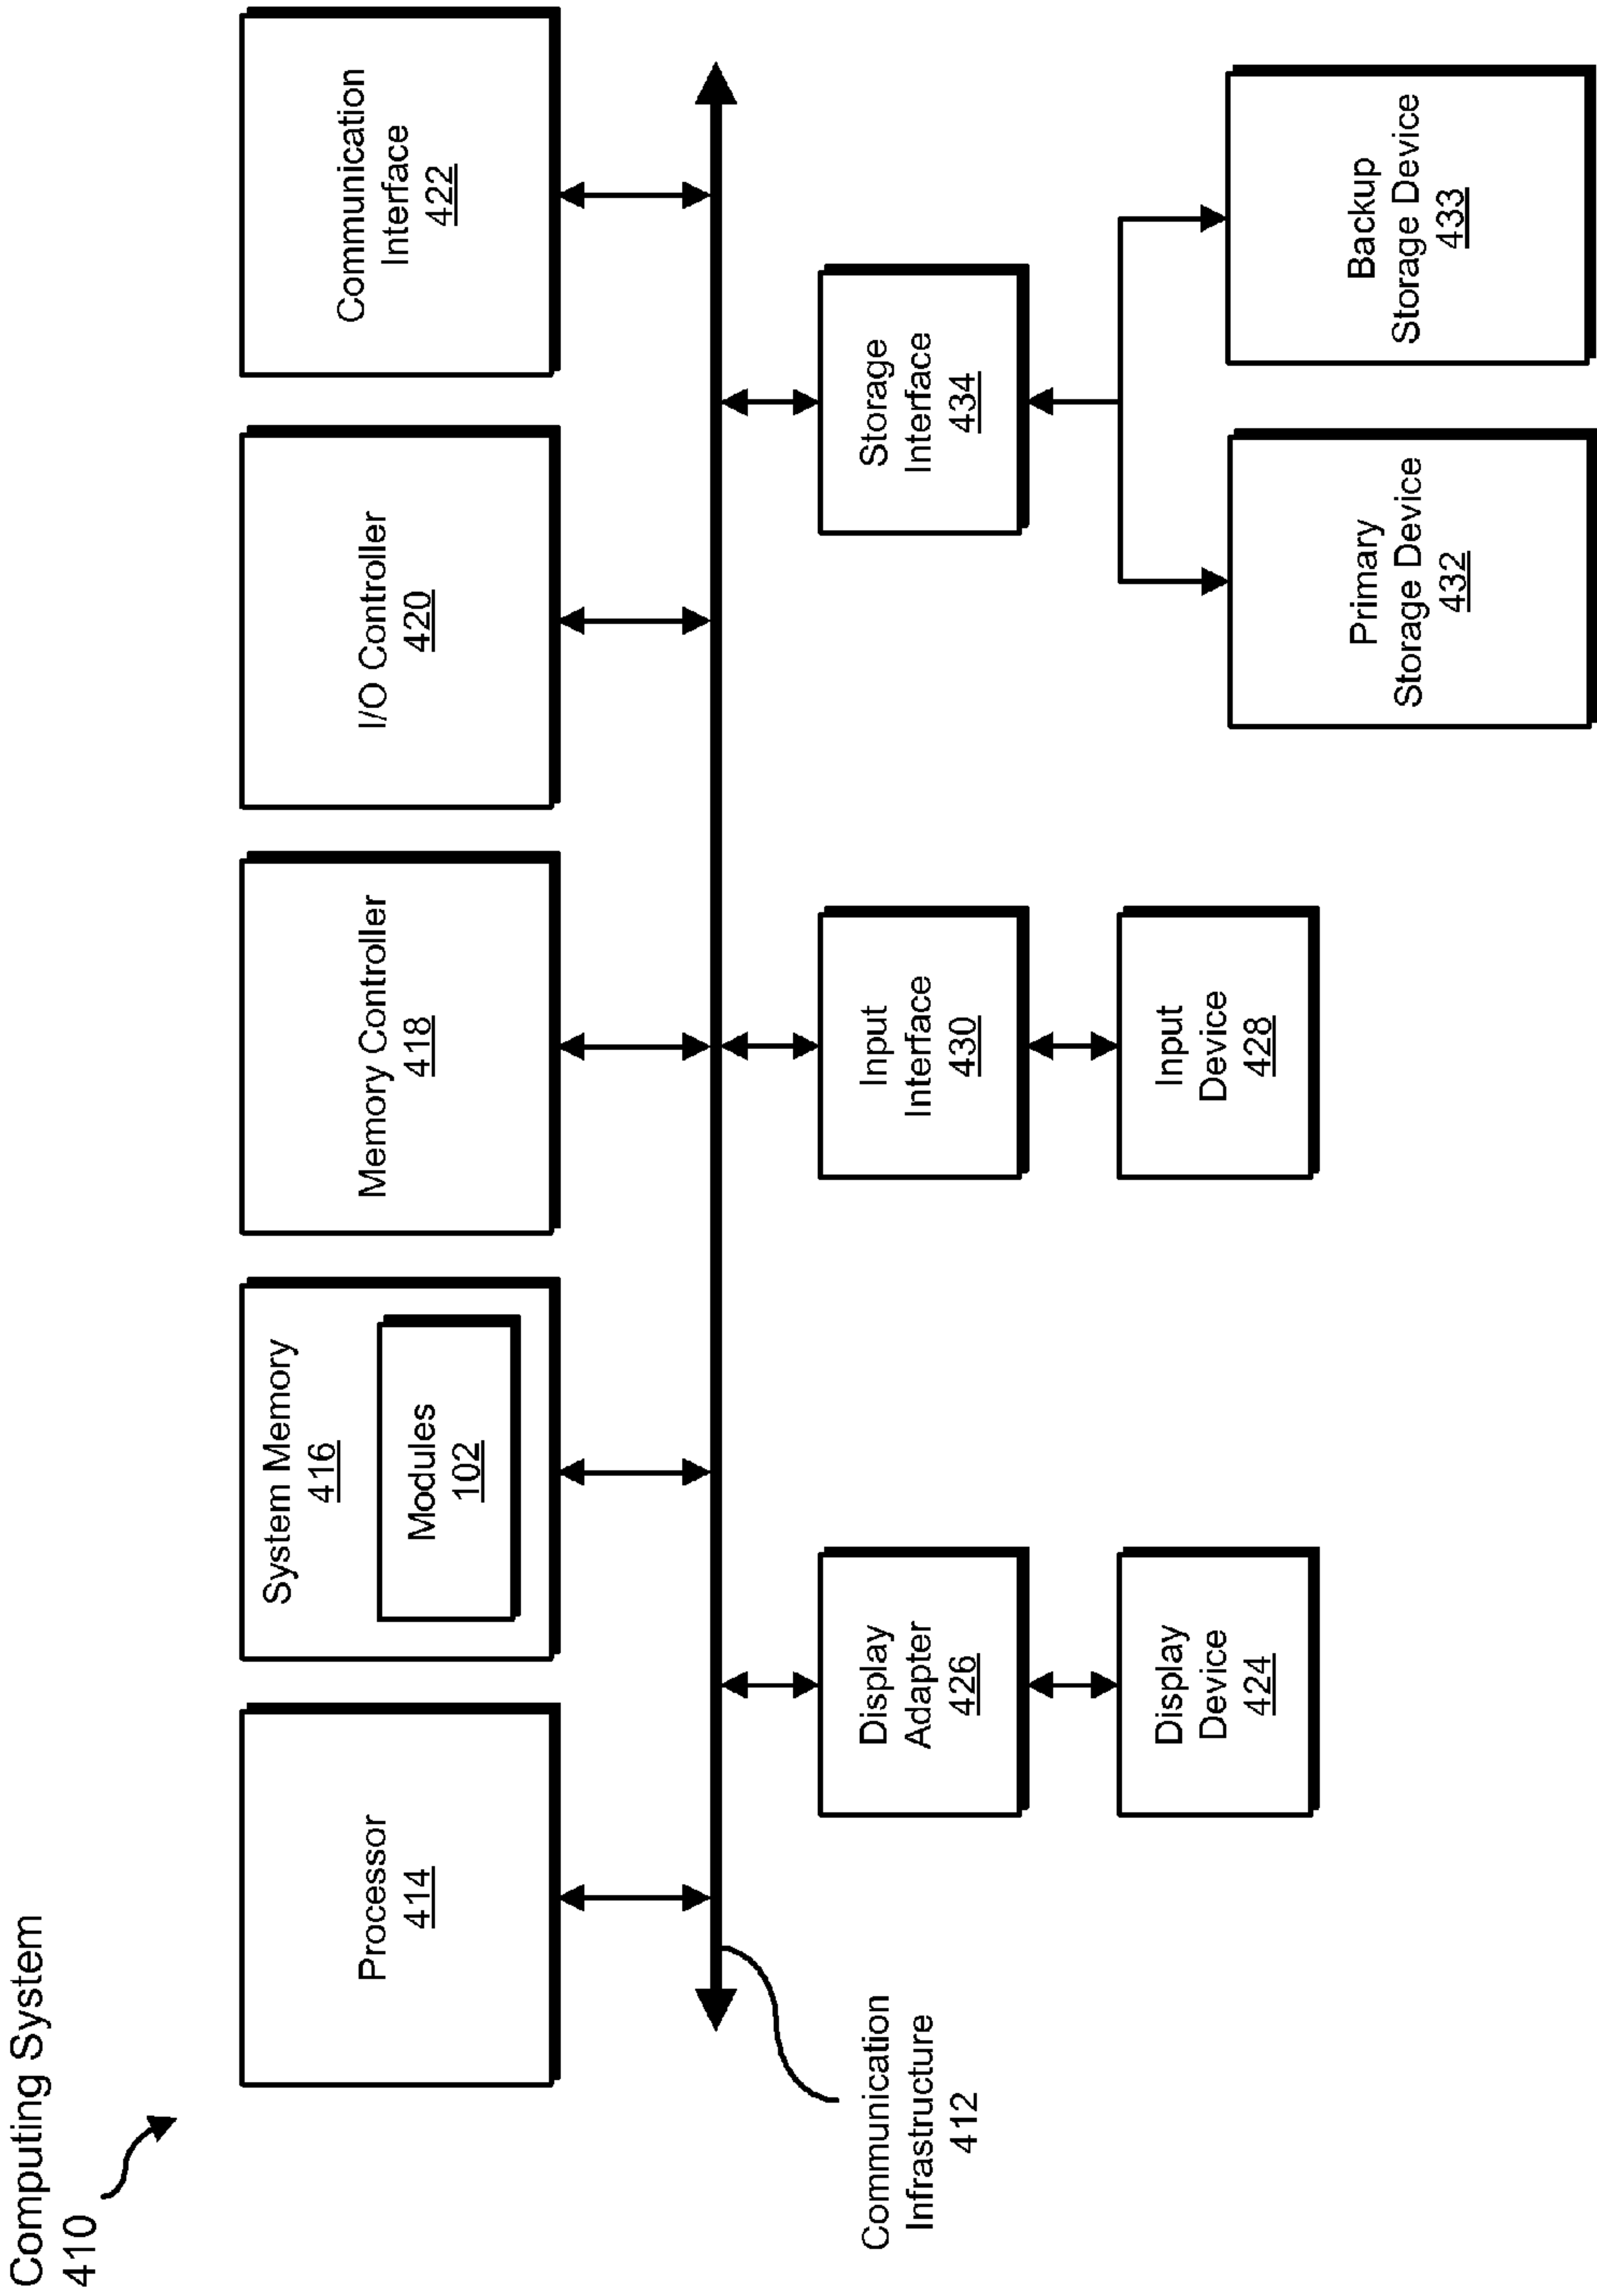 Computing System
410
Processor
414
System Memory
416
Modules
102
Memory Controller
418
I/O Controller
420
Communication
Interface
422
Communication
Infrastructure
412
Display
Adapter
426
Input
Interface
430
Storage
Interface
434
Display
Device
424
Input
Device
428
Primary
Storage Device
432
Backup
Storage Device
433